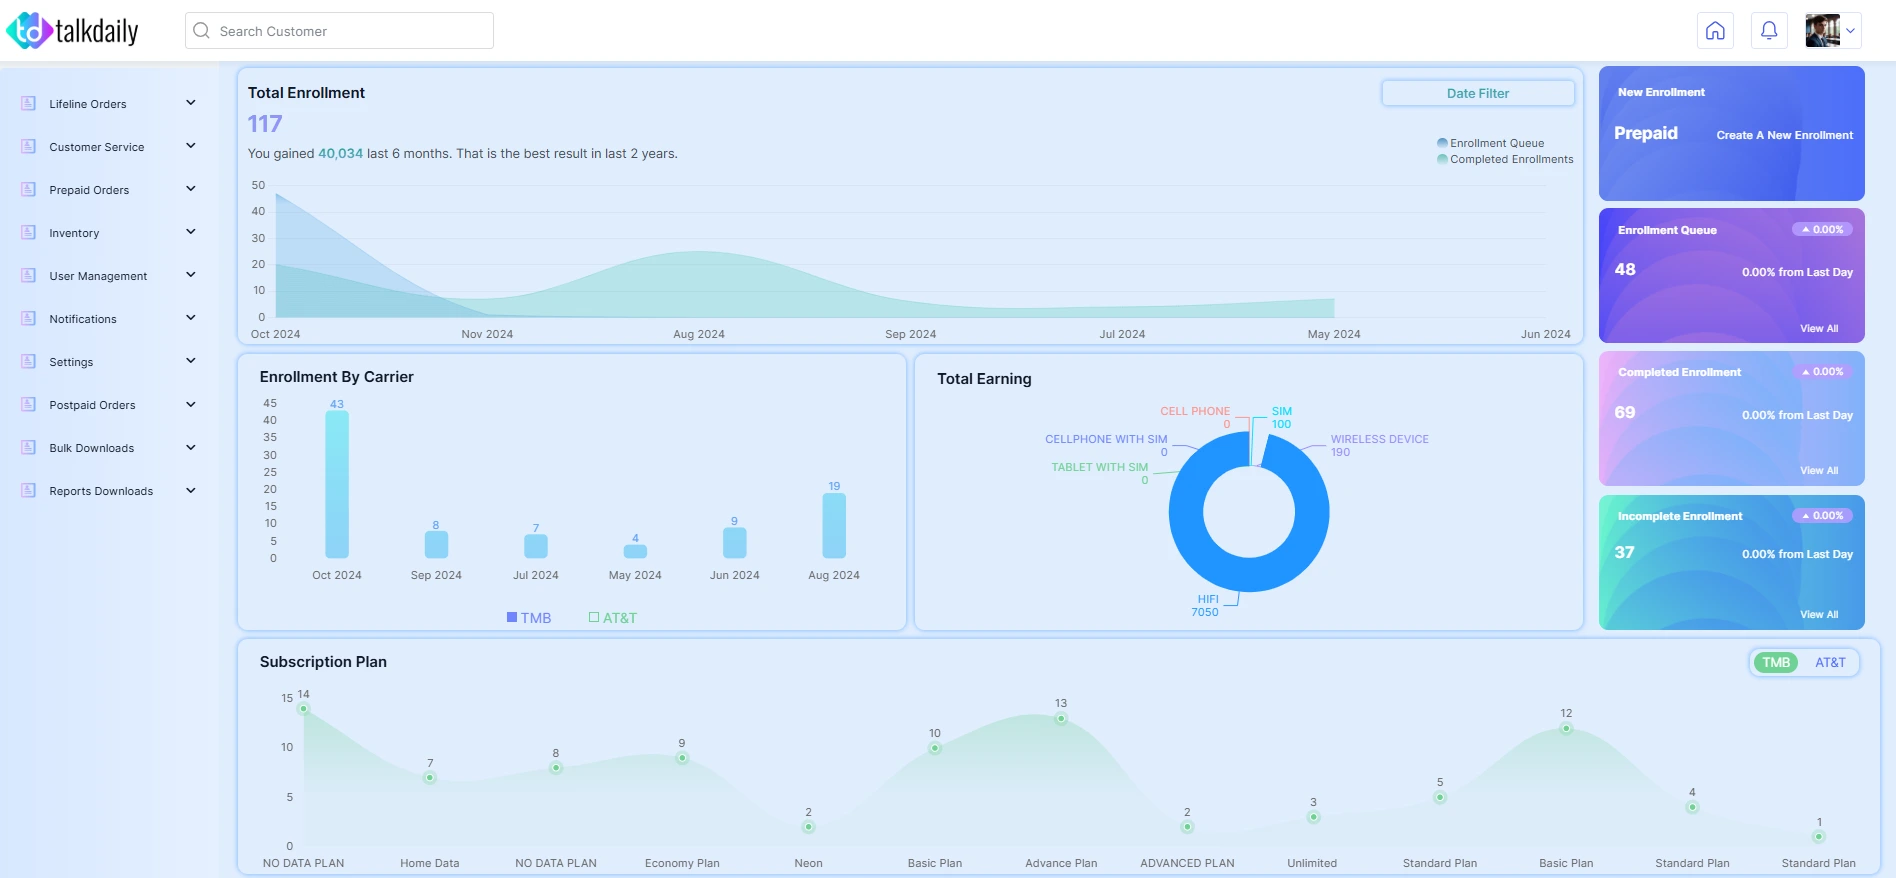 td talkdaily
Search Customer
Lifeline Orders
Customer Service
Prepaid Orders
Inventory
User Management
Notifications
Settings
Postpaid Orders
Bulk Downloads
Reports Downloads
Total Enrollment
Date Filter
117
You gained 40,034 last 6 months. That is the best result in last 2 years.
Enrollment Queue
Completed Enrollments
50
40
30
20
10
0
Oct 2024 Nov 2024 Aug 2024 Sep 2024 Jul 2024 May 2024 Jun 2024
New Enrollment
Prepaid Create A New Enrollment
Enrollment Queue 0.00%
48 0.00% from Last Day
View All
Completed Enrollment 0.00%
69 0.00% from Last Day
View All
Incomplete Enrollment 0.00%
37 0.00% from Last Day
View All
Enrollment By Carrier
45
40
35
30
25
20
15
10
5
0
43 8 7 4 9 19
Oct 2024 Sep 2024 Jul 2024 May 2024 Jun 2024 Aug 2024
TMB AT&T
Total Earning
CELL PHONE
0
SIM
100
CELLPHONE WITH SIM
0
WIRELESS DEVICE
190
TABLET WITH SIM
0
HIFI
7050
Subscription Plan
TMB AT&T
15
10
5
0
14 7 8 9 2 10 13 2 3 5 12 4 1
NO DATA PLAN Home Data NO DATA PLAN Economy Plan Neon Basic Plan Advance Plan ADVANCED PLAN Unlimited Standard Plan Basic Plan Standard Plan Standard Plan